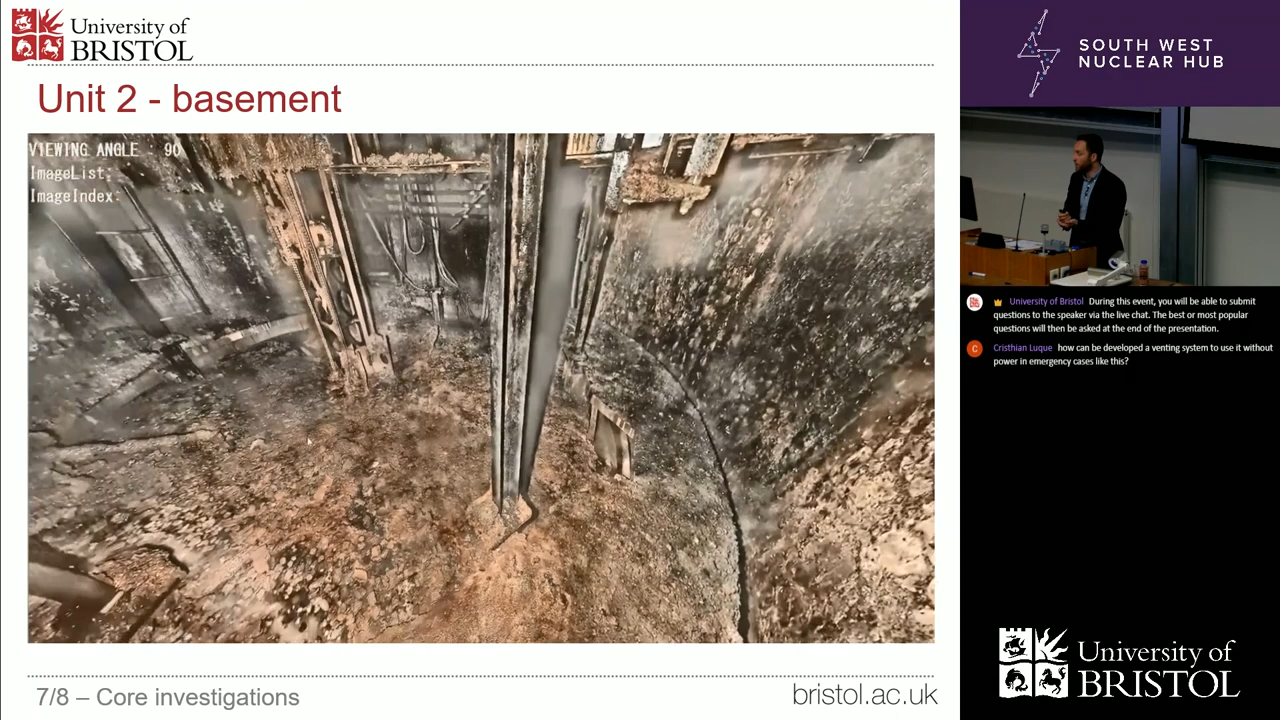 University of
BRISTOL
Unit 2 - basement
VIEWING ANGLE : 90
ImageList:
ImageIndex:
7/8 – Core investigations
bristol.ac.uk
SOUTH WEST
NUCLEAR HUB
University of Bristol During this event, you will be able to submit
questions to the speaker via the live chat. The best or most popular
questions will then be asked at the end of the presentation.
C
Cristhian Luque how can be developed a venting system to use it without
power in emergency cases like this?
University of
BRISTOL